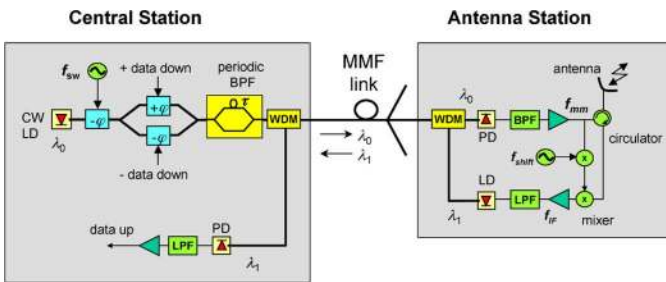 Central Station
Antenna Station
f_sw
+ data down
periodic
BPF
Ω τ
CW
LD
λ0
-φ
+φ
-φ
WDM
- data down
MMF
link
λ0
λ1
data up
LPF
PD
λ1
antenna
λ0
f_mm
WDM
PD
BPF
circulator
f_shift
x
LD
λ1
LPF
f_IF
x
mixer